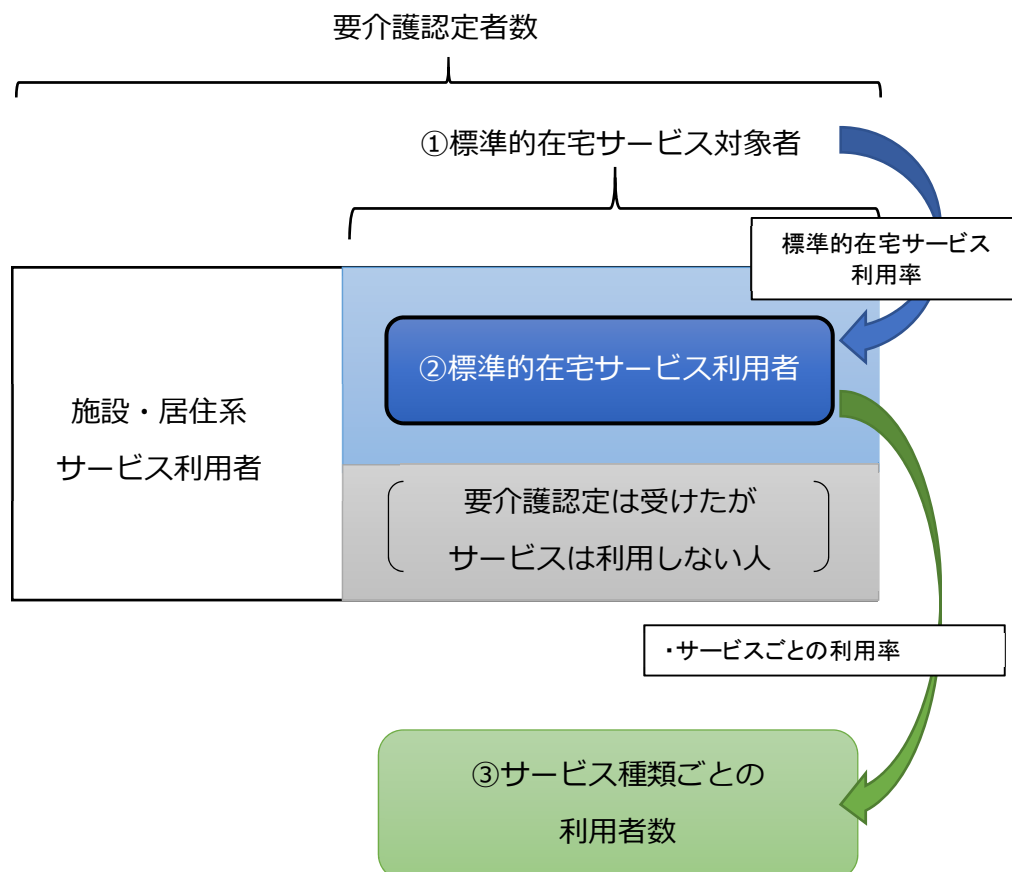 要介護認定者数
①標準的在宅サービス対象者
標準的在宅サービス
利用率
②標準的在宅サービス利用者
施設・居住系
サービス利用者
要介護認定は受けたが
サービスは利用しない人
・サービスごとの利用率
③サービス種類ごとの
利用者数